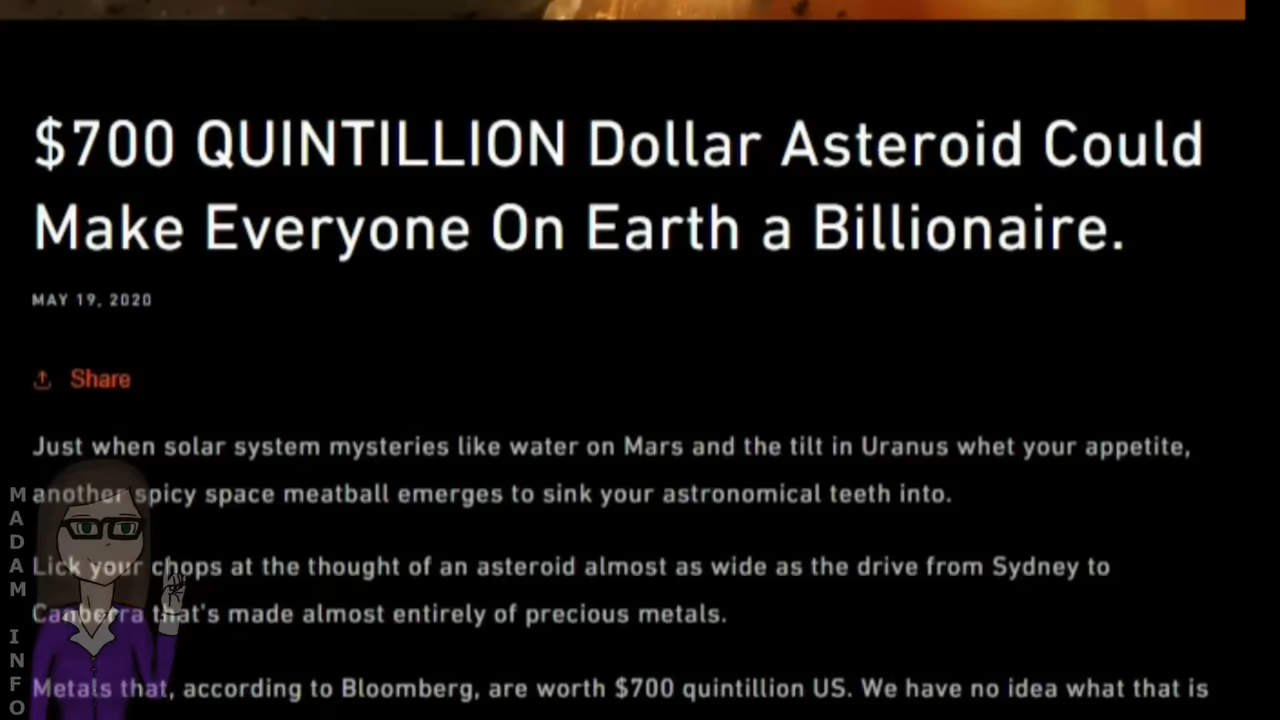 $700 QUINTILLION Dollar Asteroid Could
Make Everyone On Earth a Billionaire.
MAY 19, 2020
Share
Just when solar system mysteries like water on Mars and the tilt in Uranus whet your appetite,
another spicy space meatball emerges to sink your astronomical teeth into.
Lick your chops at the thought of an asteroid almost as wide as the drive from Sydney to
Canberra that's made almost entirely of precious metals.
Metals that, according to Bloomberg, are worth $700 quintillion US. We have no idea what that is
MADAM INFO